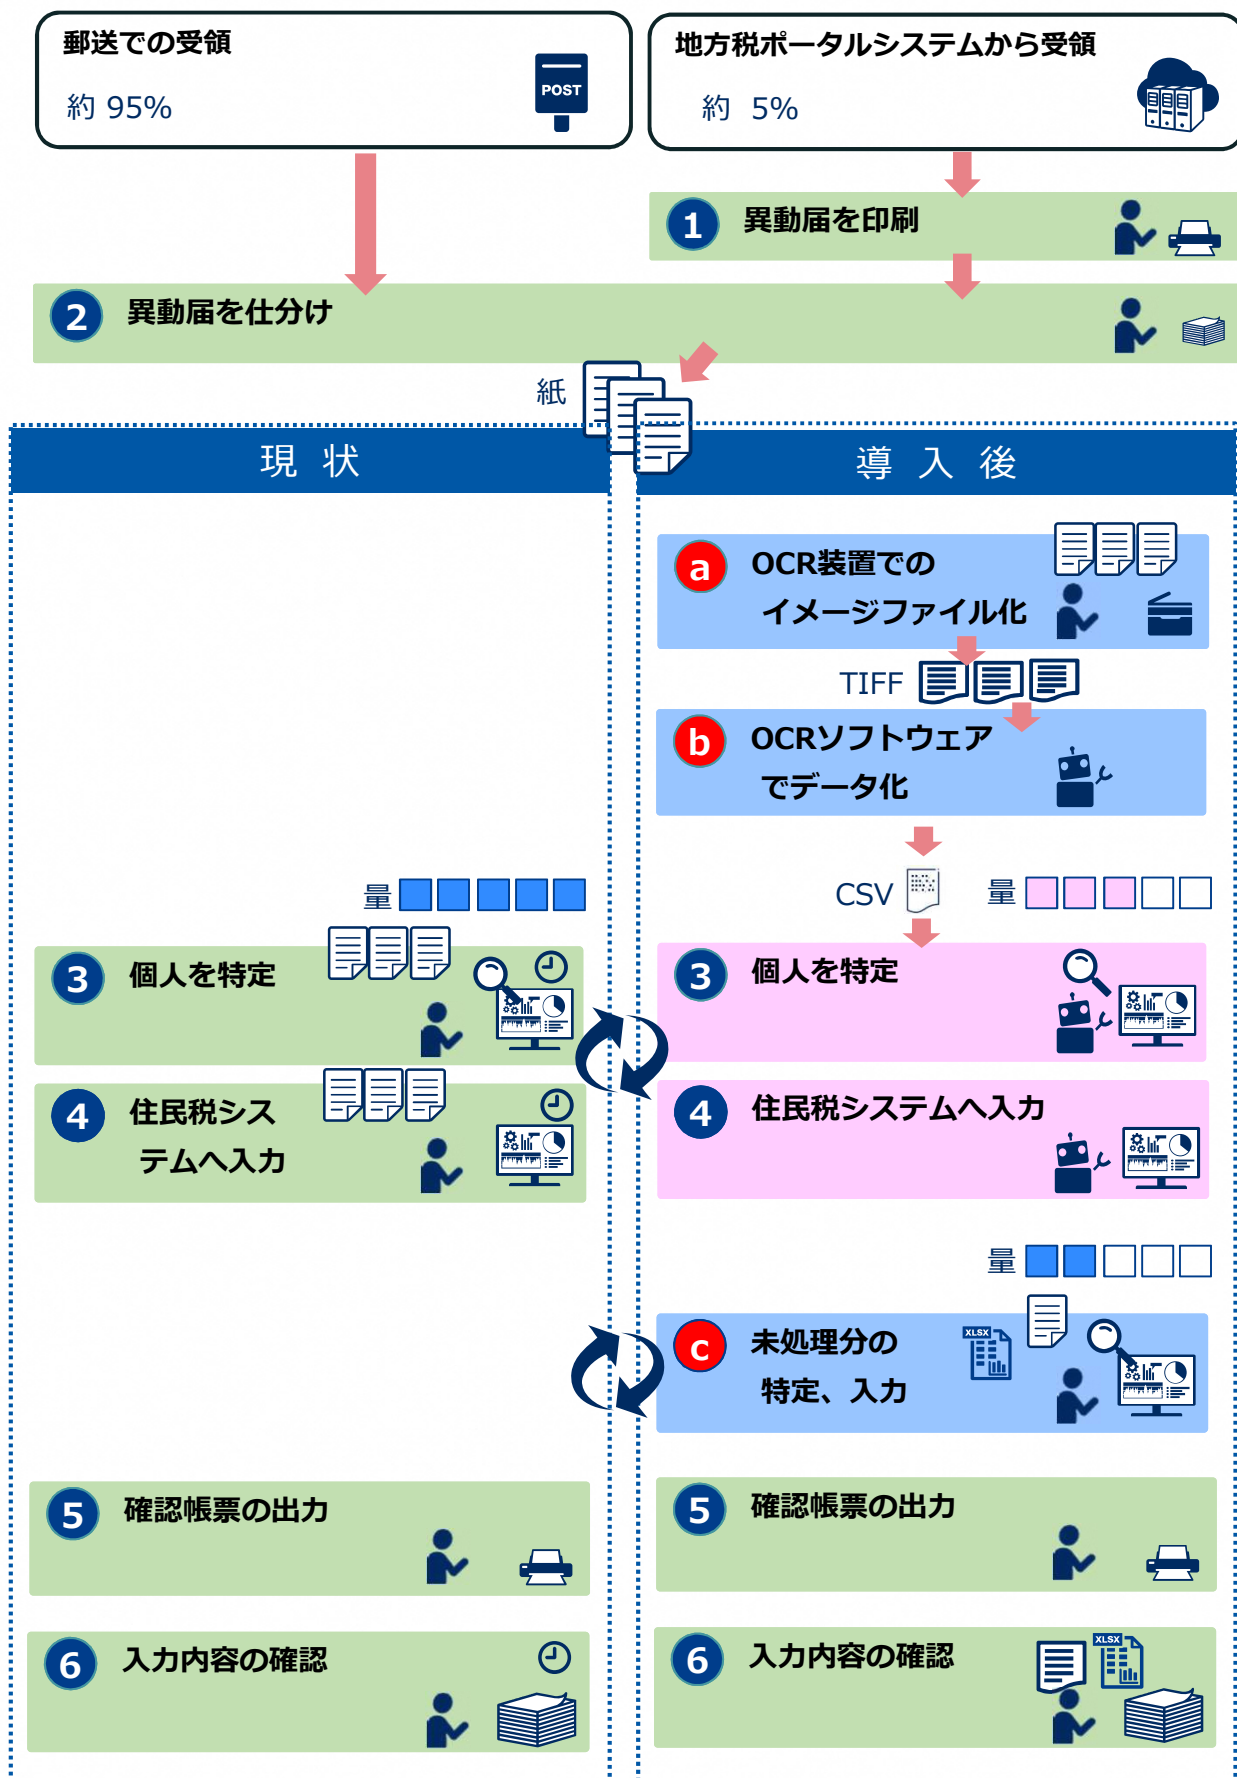 郵送での受領
約 95%
POST
地方税ポータルシステムから受領
約 5%
1 異動届を印刷
2 異動届を仕分け
紙
現 状
導 入 後
a OCR装置での
イメージファイル化
TIFF
b OCRソフトウェア
でデータ化
量
CSV
量
3 個人を特定
3 個人を特定
4 住民税シス
テムへ入力
4 住民税システムへ入力
量
c 未処理分の
特定、入力
XLSX
5 確認帳票の出力
5 確認帳票の出力
6 入力内容の確認
6 入力内容の確認
XLSX